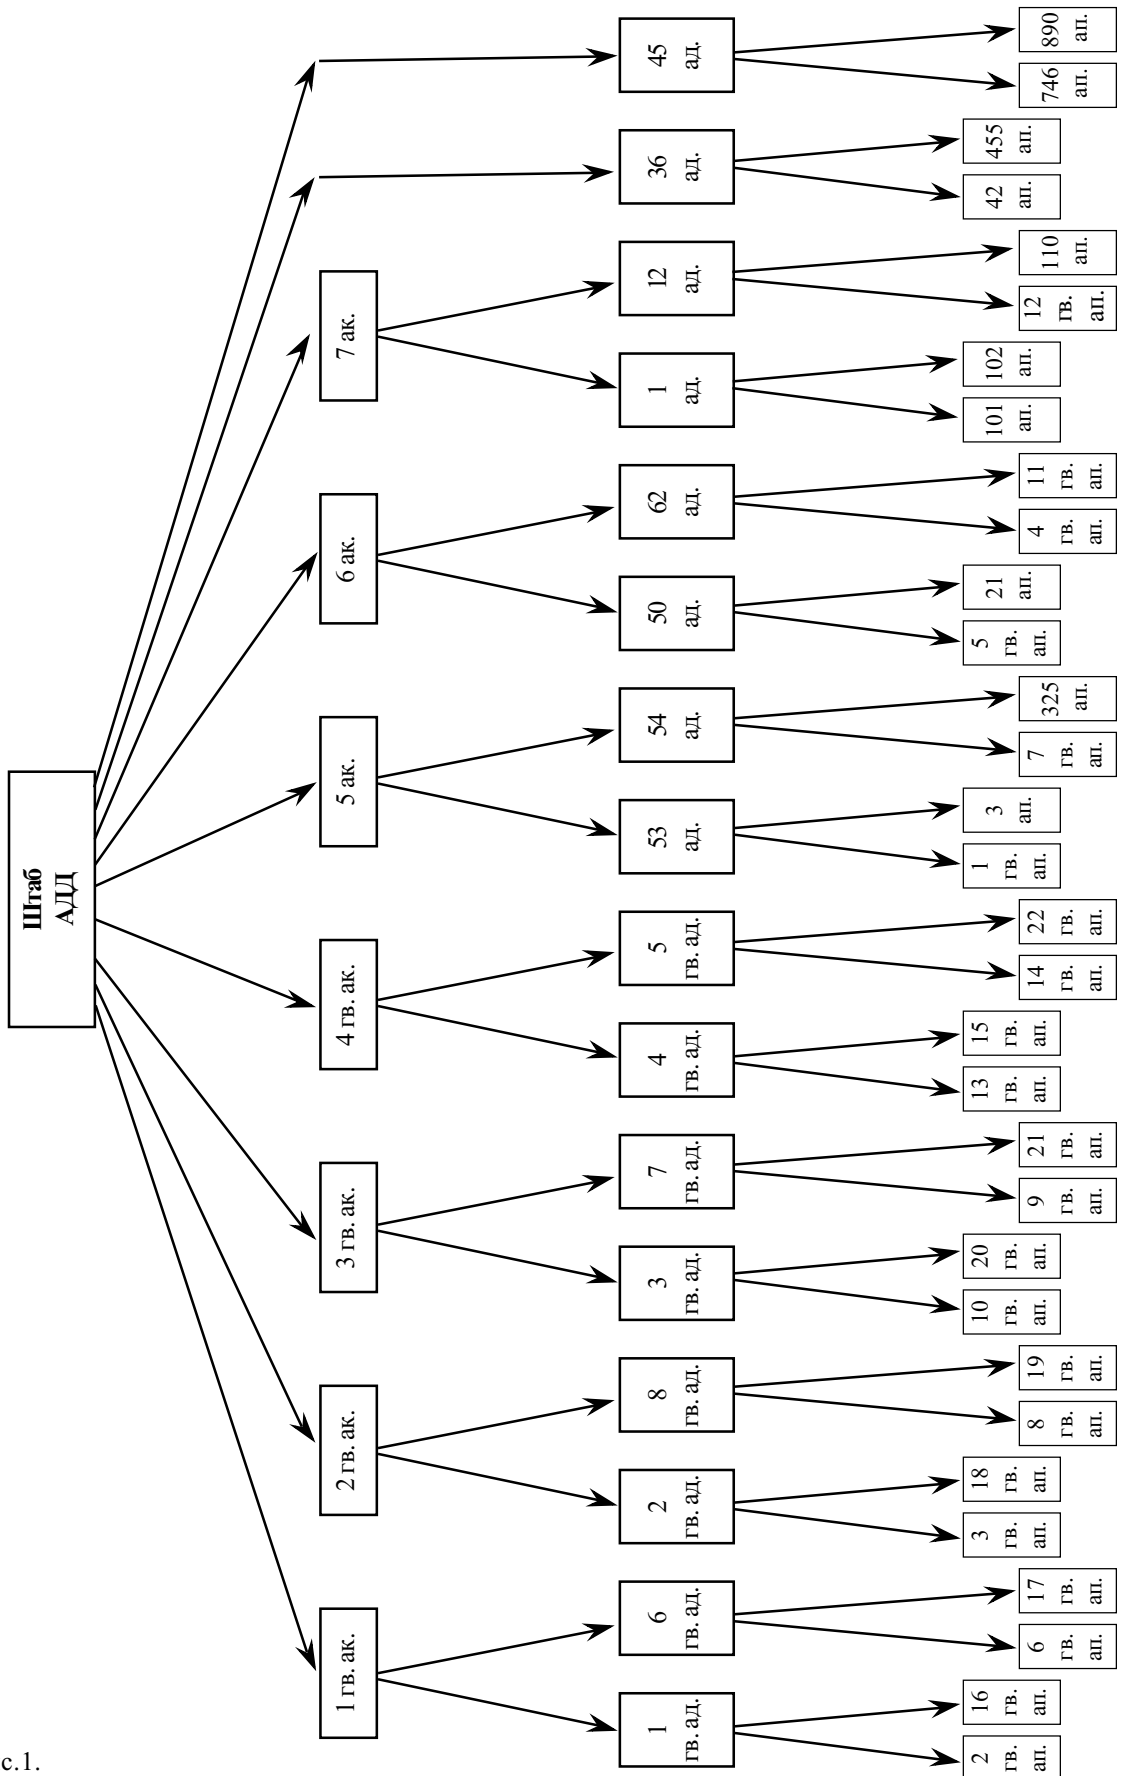 Штаб
АДД
1 гв. ак.
2 гв. ак.
3 гв. ак.
4 гв. ак.
5 ак.
6 ак.
7 ак.
1
гв. ад.
6
гв. ад.
2
гв. ад.
8
гв. ад.
3
гв. ад.
7
гв. ад.
4
гв. ад.
5
гв. ад.
53
ад.
54
ад.
50
ад.
62
ад.
1
ад.
12
ад.
36
ад.
45
ад.
2
гв.
ап.
16
гв.
ап.
6
гв.
ап.
17
гв.
ап.
3
гв.
ап.
18
гв.
ап.
8
гв.
ап.
19
гв.
ап.
10
гв.
ап.
20
гв.
ап.
9
гв.
ап.
21
гв.
ап.
13
гв.
ап.
15
гв.
ап.
14
гв.
ап.
22
гв.
ап.
1
гв.
ап.
3
ап.
7
гв.
ап.
325
ап.
5
гв.
ап.
21
ап.
4
гв.
ап.
11
гв.
ап.
101
ап.
102
ап.
12
гв.
ап.
110
ап.
42
ап.
455
ап.
746
ап.
890
ап.
с.1.